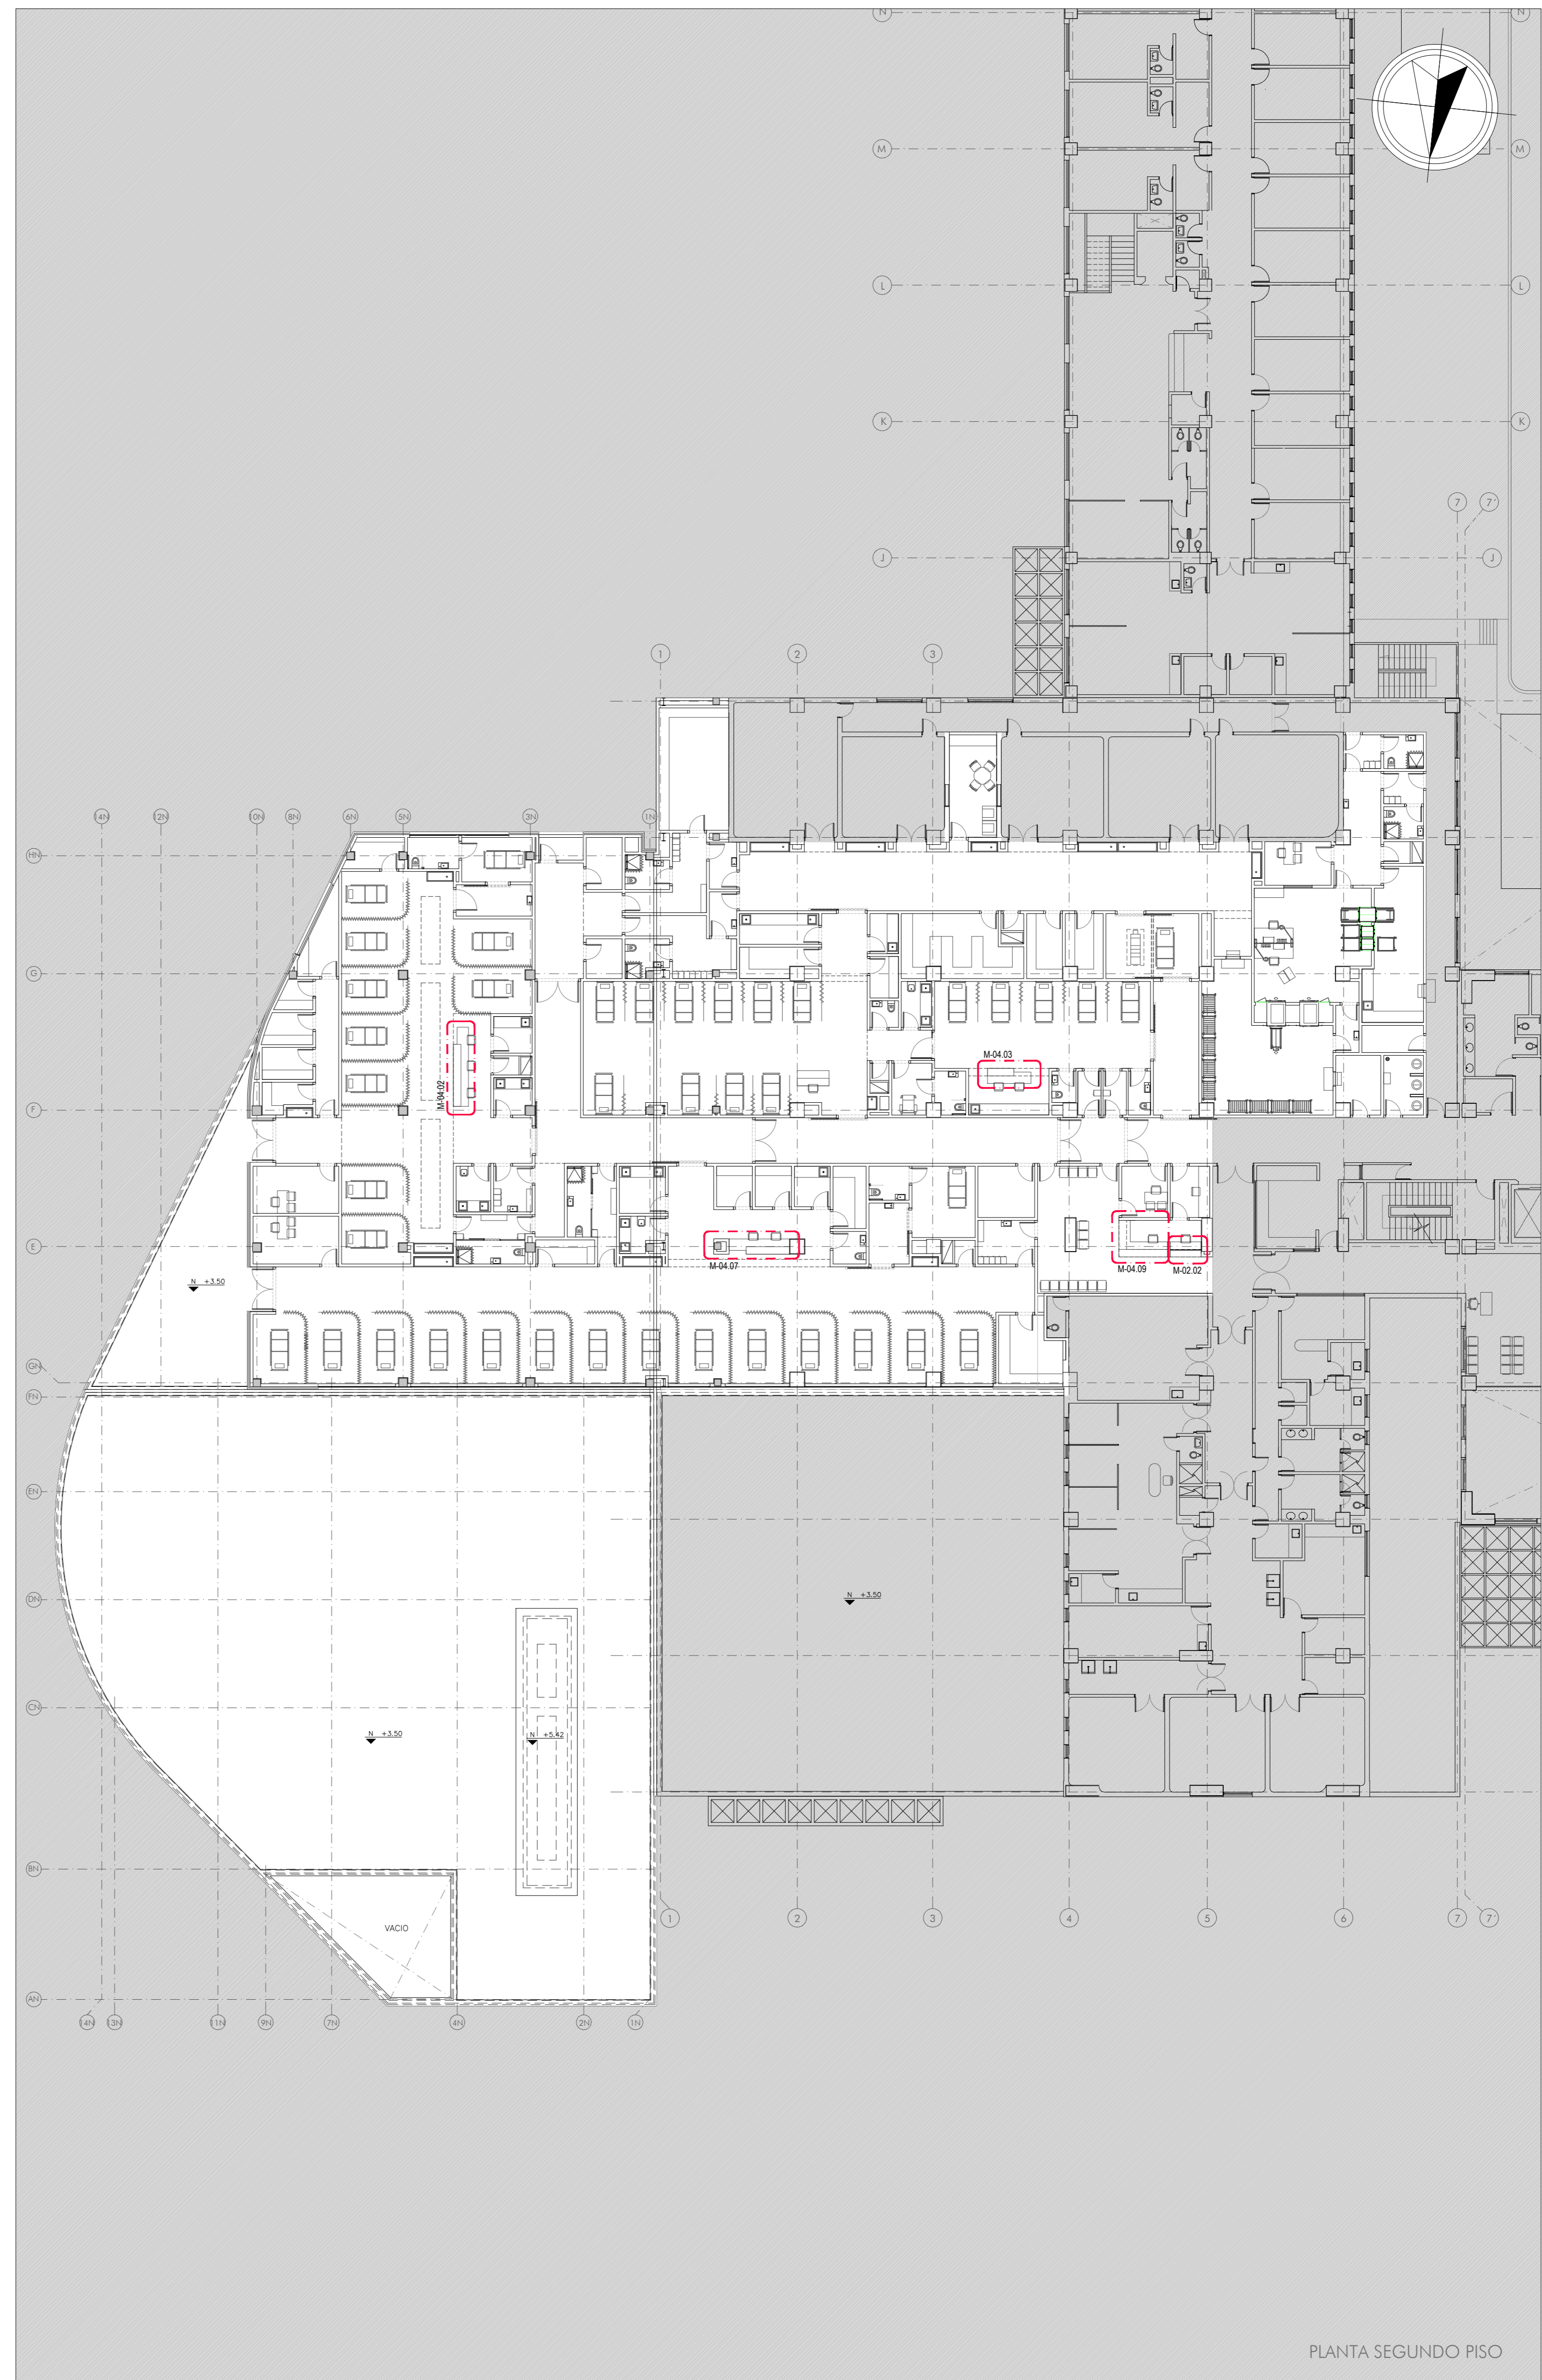 N N
M M
L L
K K
7 7´
J J
1 2 3
14N 12N 10N 8N 6N 5N 3N 1N
HN
G
M-04.03
M-04.02
F
E
M-04.07 M-04.09 M-02.02
N +3.50
GN
FN
EN
DN
N +3.50
CN
N +3.50 N +5.42
BN
VACIO
1 2 3 4 5 6 7 7´
AN
14N 13N 11N 9N 7N 4N 2N 1N
PLANTA SEGUNDO PISO